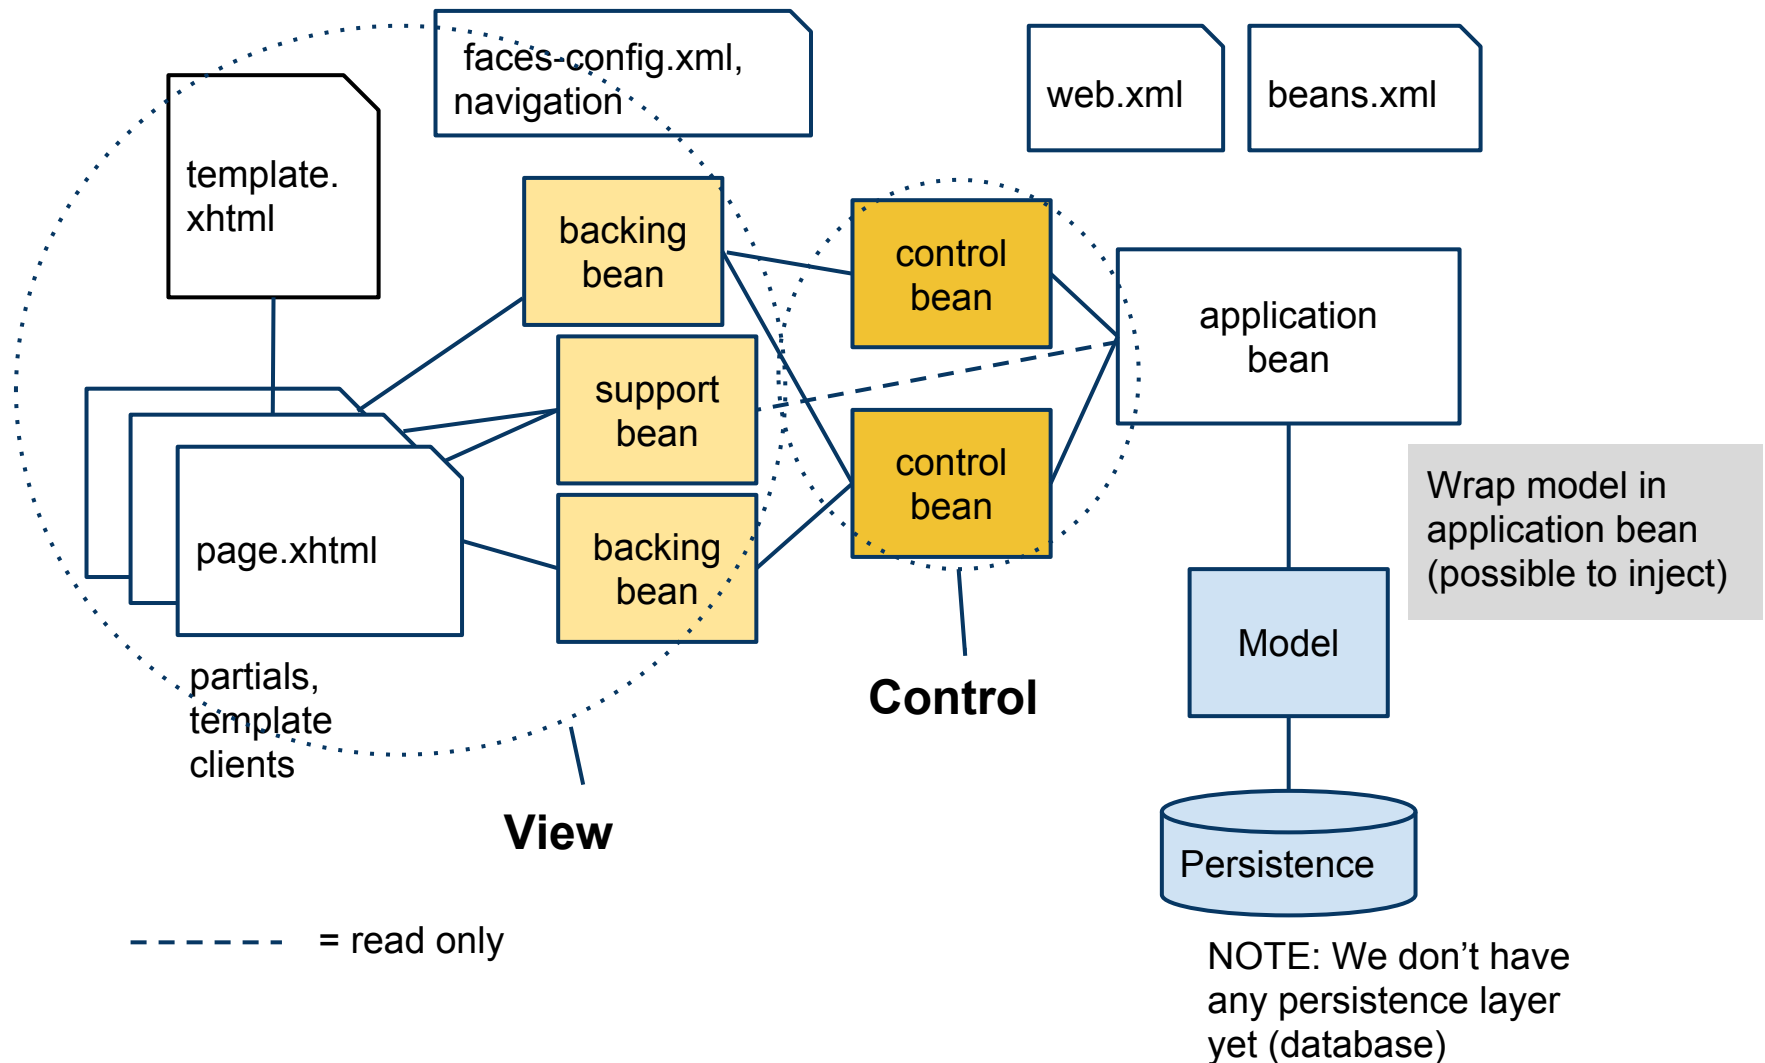 faces-config.xml,
navigation
web.xml
beans.xml
template.
xhtml
backing
bean
control
bean
application
bean
support
bean
control
bean
Wrap model in
application bean
(possible to inject)
page.xhtml
backing
bean
Model
partials,
template
clients
Control
View
Persistence
= read only
NOTE: We don’t have
any persistence layer
yet (database)